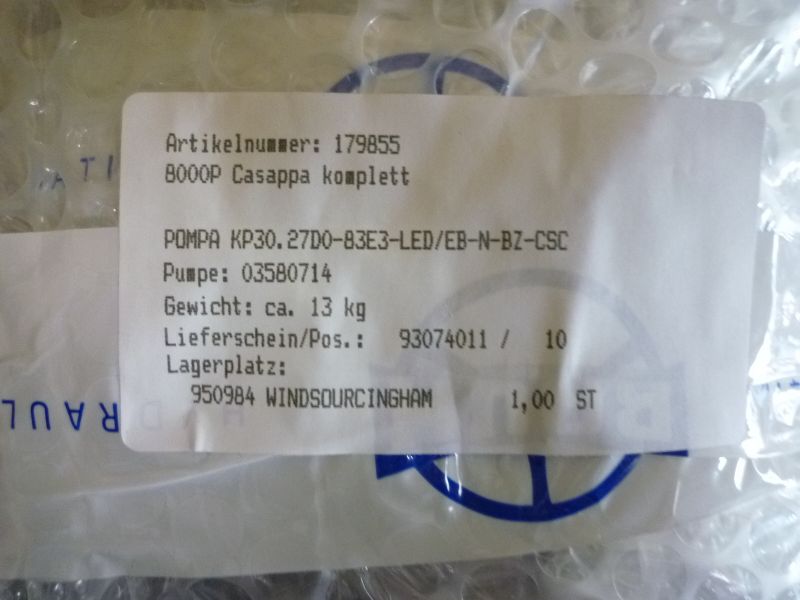 Artikelnummer: 179855
8000P Casappa komplett
POMPA KP30.27D0-83E3-LED/EB-N-BZ-CSC
Pumpe: 03580714
Gewicht: ca. 13 kg
Lieferschein/Pos.: 93074011 / 10
Lagerplatz:
950984 WINDSOURCINGHAM 1,00 ST